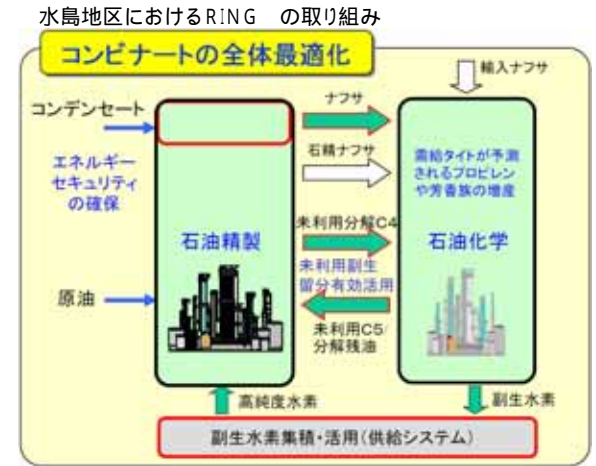 水島地区におけるRING　の取り組み
コンビナートの全体最適化
輸入ナフサ
コンデンセート
ナフサ
エネルギー
セキュリティ
の確保
石精ナフサ
需給タイトが予測
されるプロピレン
や芳香族の増産
未利用分解C4
石油精製
石油化学
未利用副生
留分有効活用
原油
未利用C5/
分解残油
高純度水素
副生水素
副生水素集積・活用(供給システム)